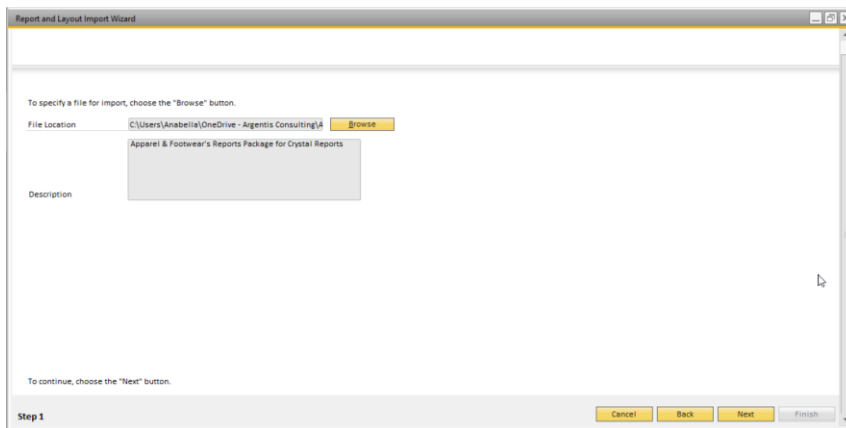 Report and Layout Import Wizard
To specify a file for import, choose the "Browse" button.
File Location C:\Users\Anabella\OneDrive - Argentis Consulting\A Browse
Apparel & Footwear's Reports Package for Crystal Reports
Description
To continue, choose the "Next" button.
Step 1 Cancel Back Next Finish